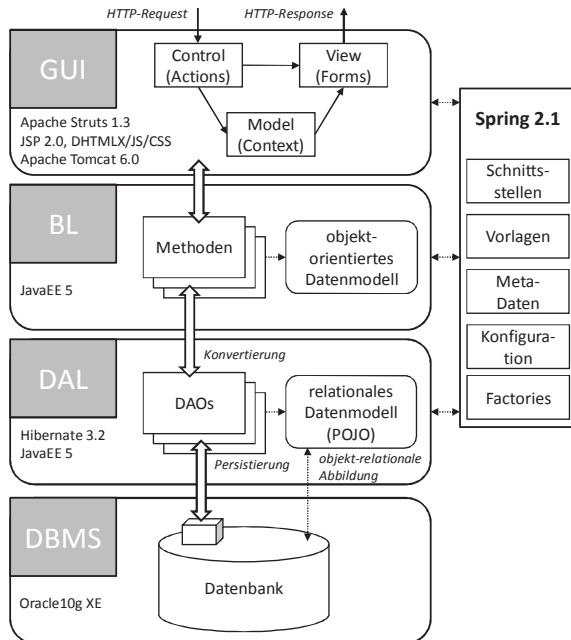 HTTP-Request
HTTP-Response
GUI
Control
(Actions)
View
(Forms)
Model
(Context)
Apache Struts 1.3
JSP 2.0, DHTMLX/JS/CSS
Apache Tomcat 6.0
Spring 2.1
Schnitts-
stellen
Vorlagen
Meta-
Daten
Konfigura-
tion
Factories
BL
Methoden
objekt-
orientiertes
Datenmodell
JavaEE 5
Konvertierung
DAL
DAOs
relationales
Datenmodell
(POJO)
Hibernate 3.2
JavaEE 5
Persistierung
objekt-relationale
Abbildung
DBMS
Datenbank
Oracle10g XE